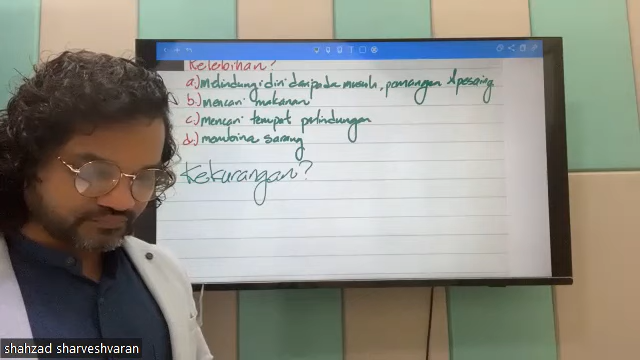 Kelebihan?
a.) melindungi diri daripada musuh, pemangsa & pesaing
b.) mencari makanan
c.) mencari tempat perlindungan
d.) membina sarang
Kekurangan?
shahzad sharveshvaran